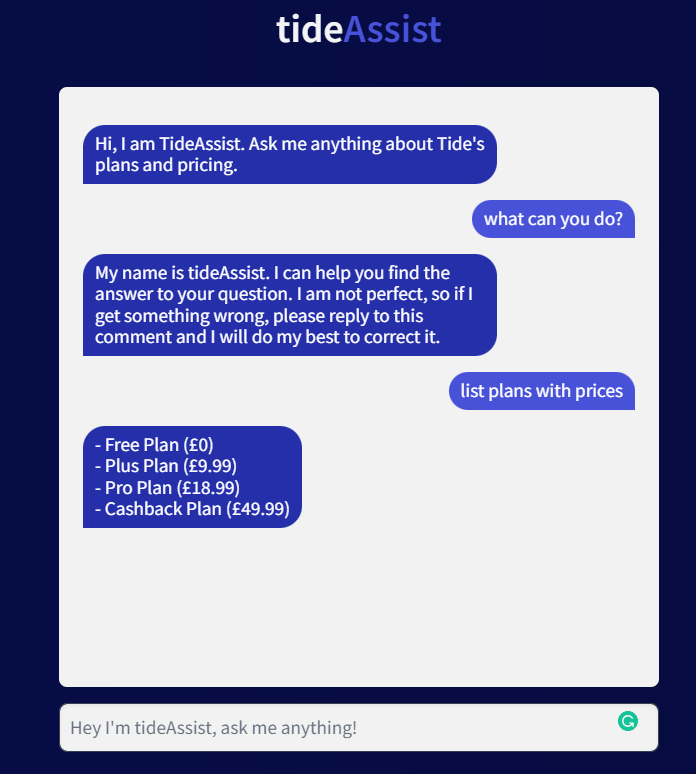 tideAssist
Hi, I am TideAssist. Ask me anything about Tide's
plans and pricing.
what can you do?
My name is tideAssist. I can help you find the
answer to your question. I am not perfect, so if I
get something wrong, please reply to this
comment and I will do my best to correct it.
list plans with prices
- Free Plan (£0)
- Plus Plan (£9.99)
- Pro Plan (£18.99)
- Cashback Plan (£49.99)
Hey I'm tideAssist, ask me anything!